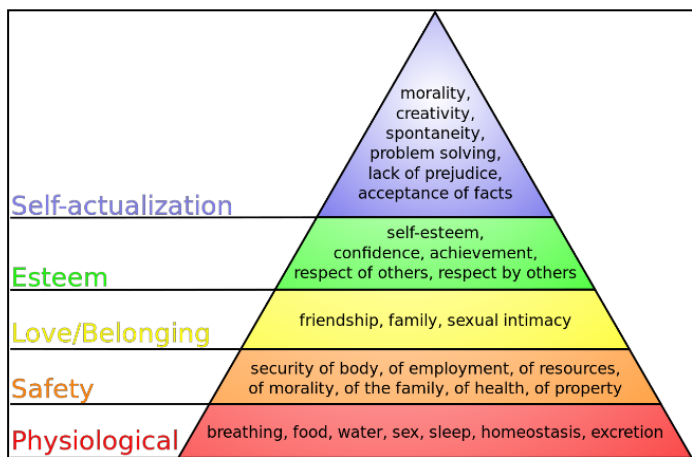 morality,
creativity,
spontaneity,
problem solving,
lack of prejudice,
acceptance of facts
Self-actualization
self-esteem,
confidence, achievement,
respect of others, respect by others
Esteem
friendship, family, sexual intimacy
Love/Belonging
security of body, of employment, of resources,
of morality, of the family, of health, of property
Safety
breathing, food, water, sex, sleep, homeostasis, excretion
Physiological